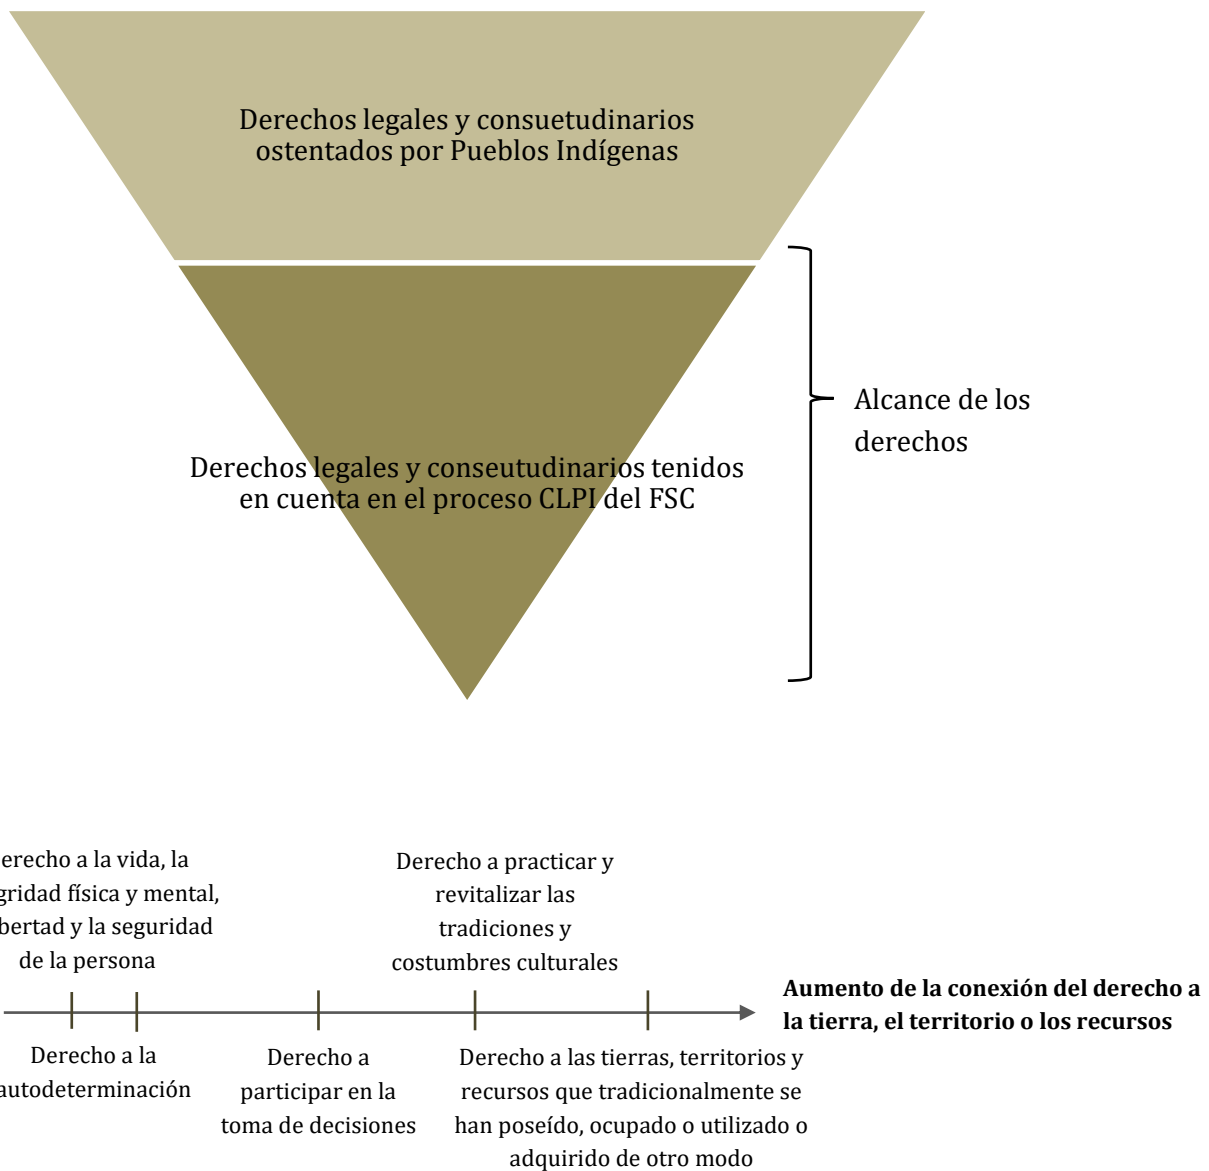 Derechos legales y consuetudinarios
ostentados por Pueblos Indígenas
Derechos legales y conseutudinarios tenidos
en cuenta en el proceso CLPI del FSC
Alcance de los
derechos
erecho a la vida, la
gridad física y mental,
bertad y la seguridad
de la persona
Derecho a practicar y
revitalizar las
tradiciones y
costumbres culturales
Aumento de la conexión del derecho a
la tierra, el territorio o los recursos
Derecho a la
autodeterminación
Derecho a
participar en la
toma de decisiones
Derecho a las tierras, territorios y
recursos que tradicionalmente se
han poseído, ocupado o utilizado o
adquirido de otro modo